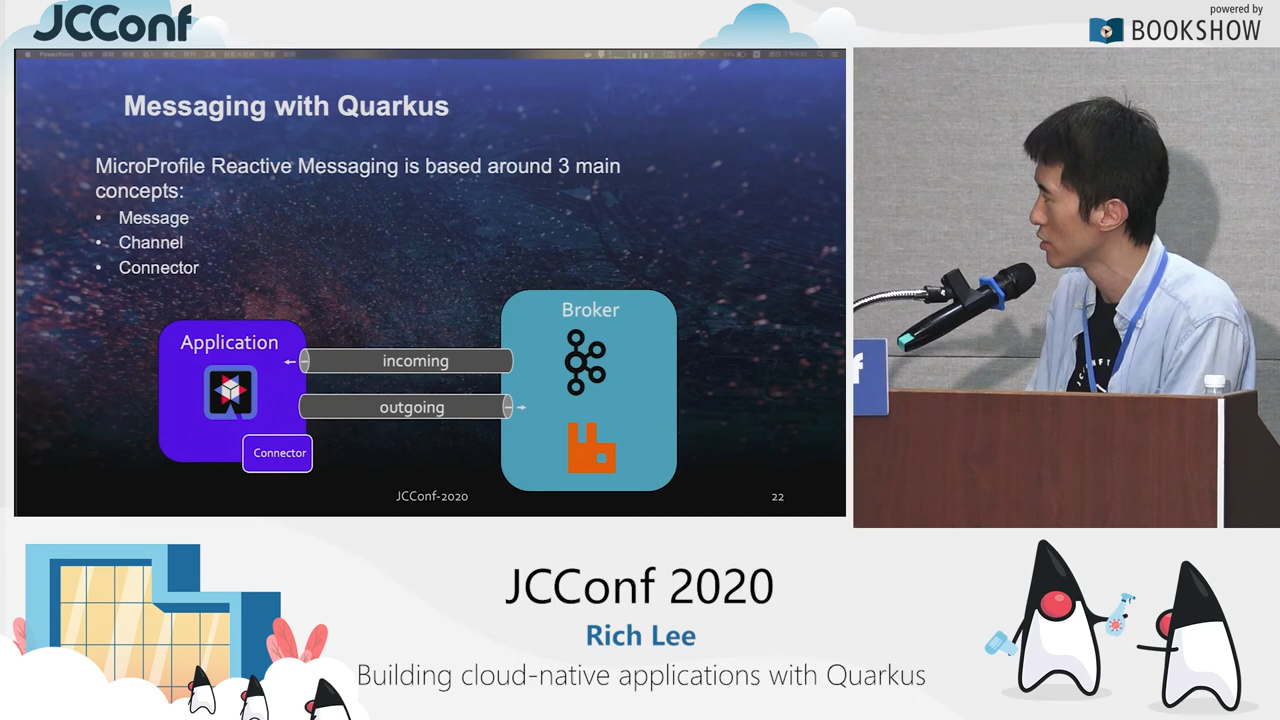 JCConf
powered by
BOOKSHOW
PowerPoint
Messaging with Quarkus
MicroProfile Reactive Messaging is based around 3 main
concepts:
• Message
• Channel
• Connector
Application
Broker
incoming
outgoing
Connector
JCConf-2020
22
f
JCConf 2020
Rich Lee
Building cloud-native applications with Quarkus